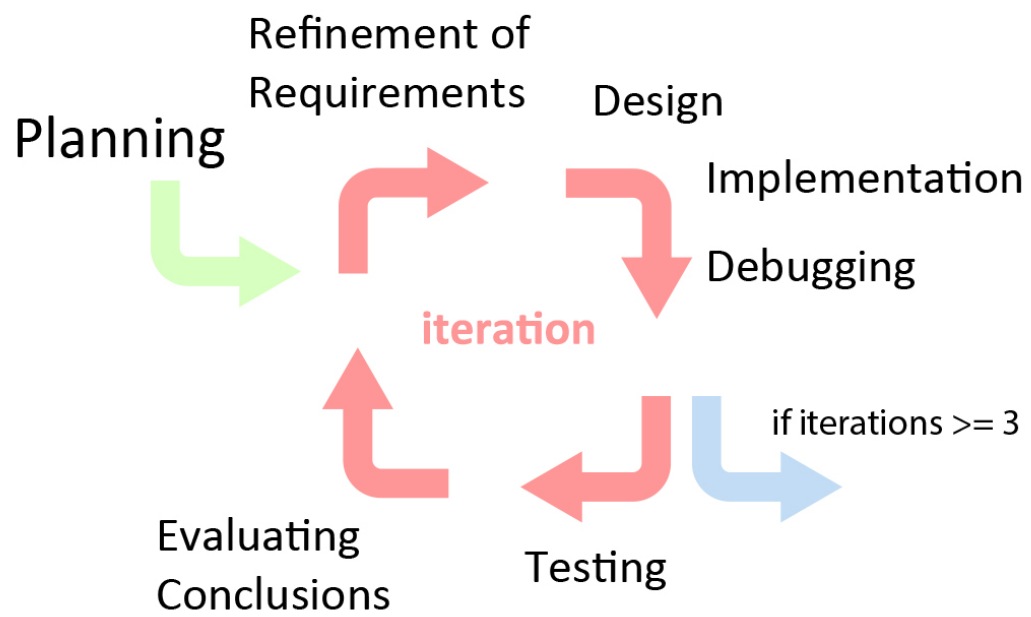 Refinement of
Requirements
Planning
Design
Implementation
Debugging
iteration
if iterations >= 3
Testing
Evaluating
Conclusions